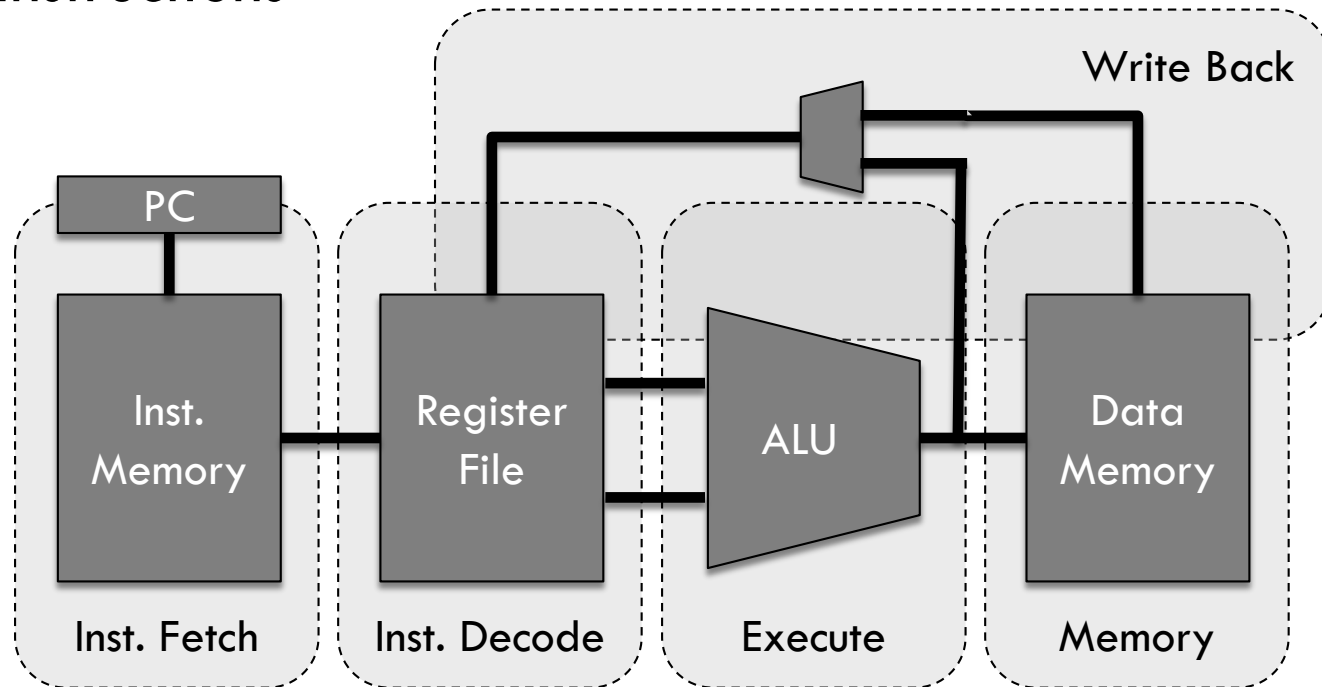 Write Back
PC
Inst.
Memory
Register
File
ALU
Data
Memory
Inst. Fetch
Inst. Decode
Execute
Memory